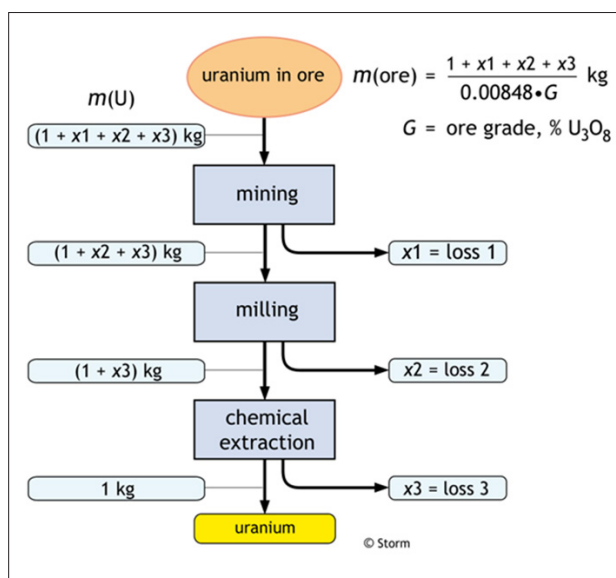 uranium in ore
m(ore) = 1 + x1 + x2 + x3 / 0.00848•G kg
m(U)
G = ore grade, % U₃O₈
(1 + x1 + x2 + x3) kg
mining
(1 + x2 + x3) kg
x1 = loss 1
milling
(1 + x3) kg
x2 = loss 2
chemical
extraction
1 kg
x3 = loss 3
uranium
© Storm